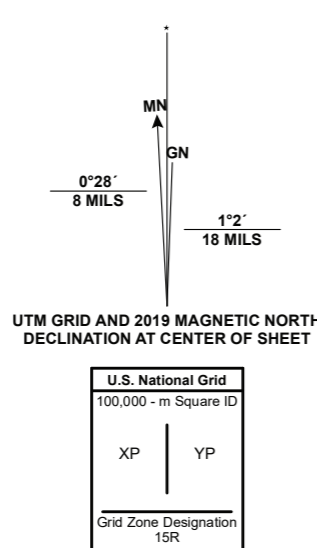 *
MN
GN
0°28´
8 MILS
1°2´
18 MILS
UTM GRID AND 2019 MAGNETIC NORTH
DECLINATION AT CENTER OF SHEET
U.S. National Grid
100,000 - m Square ID
XP YP
Grid Zone Designation
15R